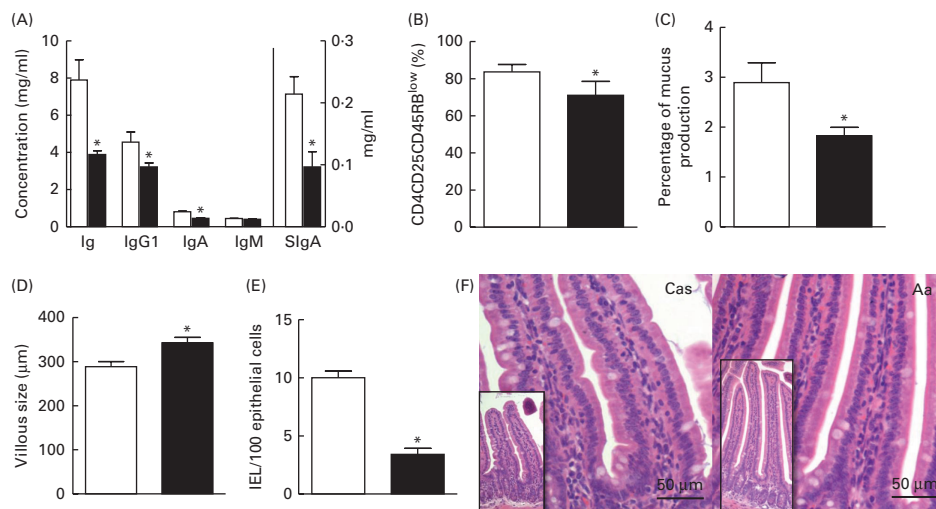 (A)
Concentration (mg/ml)
10
8
6
4
2
0
0·3
0·2
0·1
0·0
mg/ml
*
*
*
*
Ig IgG1 IgA IgM SIgA
(B)
CD4CD25CD45RBlow (%)
100
80
60
40
20
0
*
(C)
Percentage of mucus
production
4
3
2
1
0
*
(D)
Villous size (μm)
400
300
200
100
0
*
(E)
IEL/100 epithelial cells
15
10
5
0
*
(F)
Cas
50 μm
Aa
50 μm